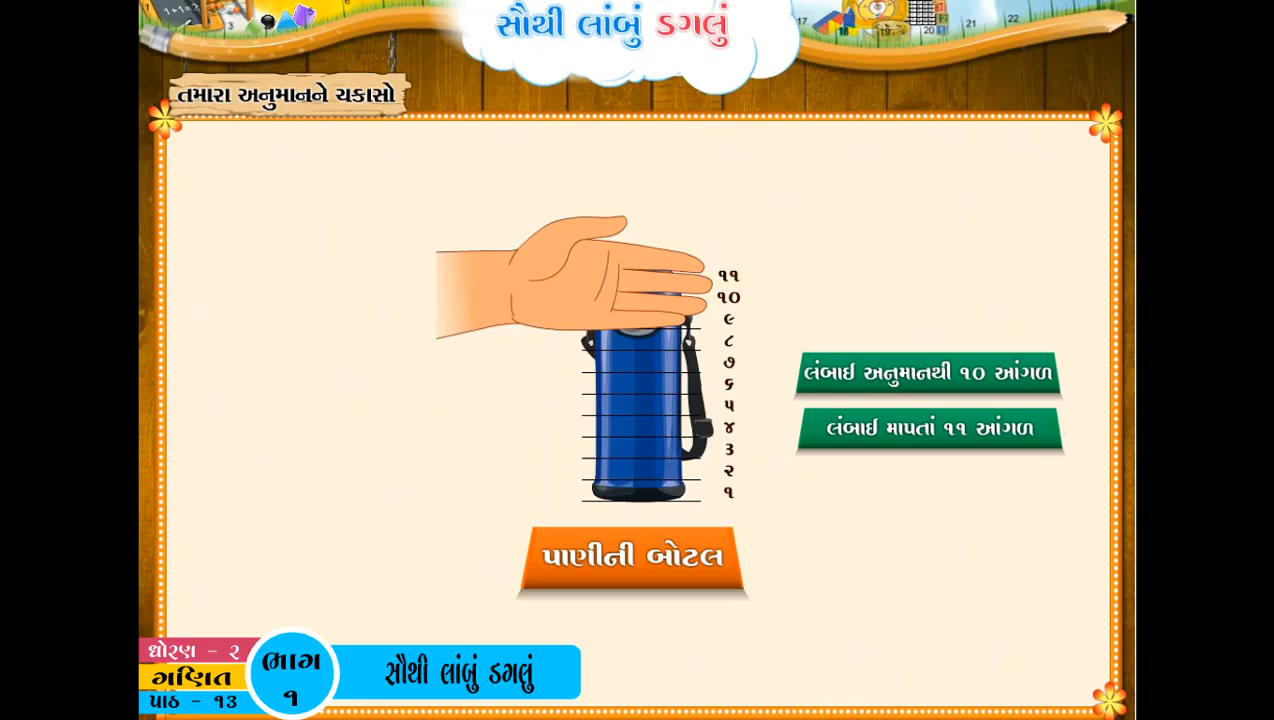 સૌથી લાંબું ડગલું
તમારા અનુમાનને ચકાસો
૧૧
૧૦
૯
૮
૭
૬
૫
૪
૩
૨
૧
લંબાઈ અનુમાનથી ૧૦ આંગળ
લંબાઈ માપતાં ૧૧ આંગળ
પાણીની બોટલ
ધોરણ - ૨
ગણિત
પાઠ - ૧૩
ભાગ
૧
સૌથી લાંબું ડગલું